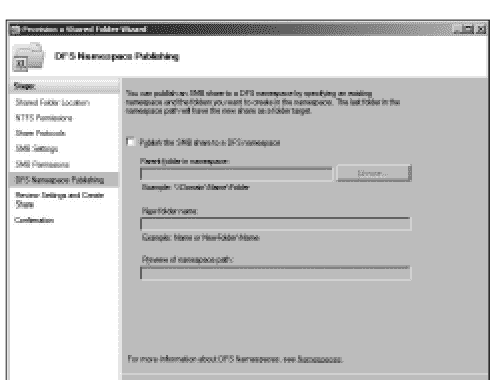 Provision a Shared Folder Wizard
DFS Namespace Publishing
Steps:
Shared Folder Location
NTFS Permissions
Share Protocols
SMB Settings
SMB Permissions
DFS Namespace Publishing
Review Settings and Create
Share
Confirmation
You can publish an SMB share to a DFS namespace by specifying an existing
namespace and the folders you want to create in the namespace. The last folder in the
namespace path will have the new share as a folder target.
Publish the SMB share to a DFS namespace
Parent folder in namespace:
Browse...
Example: \\Domain\Name\Folder
New folder name:
Example: Name or NewFolder\Name
Preview of namespace path:
For more information about DFS Namespaces, see Namespaces.